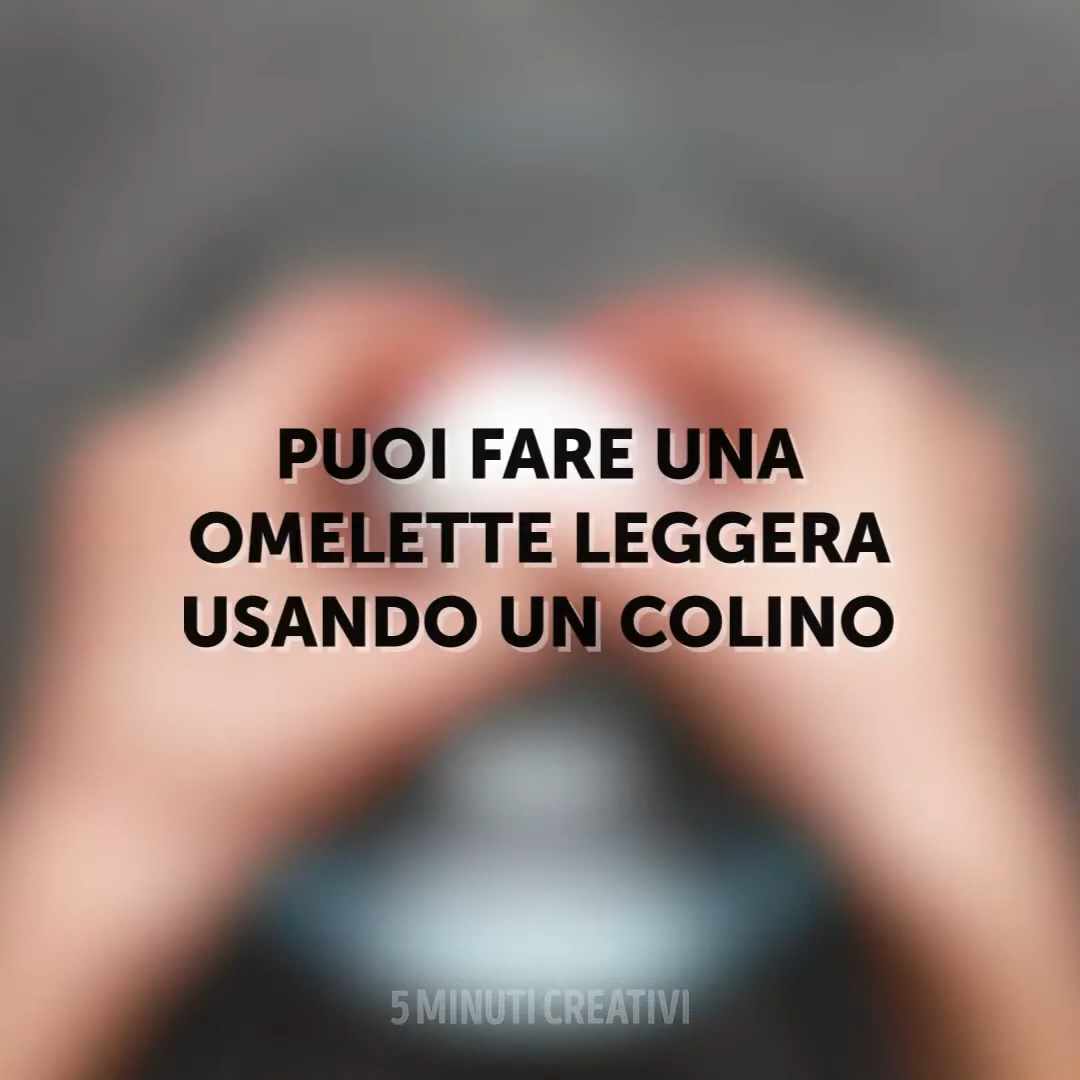 PUOI FARE UNA
OMELETTE LEGGERA
USANDO UN COLINO
5 MINUTI CREATIVI